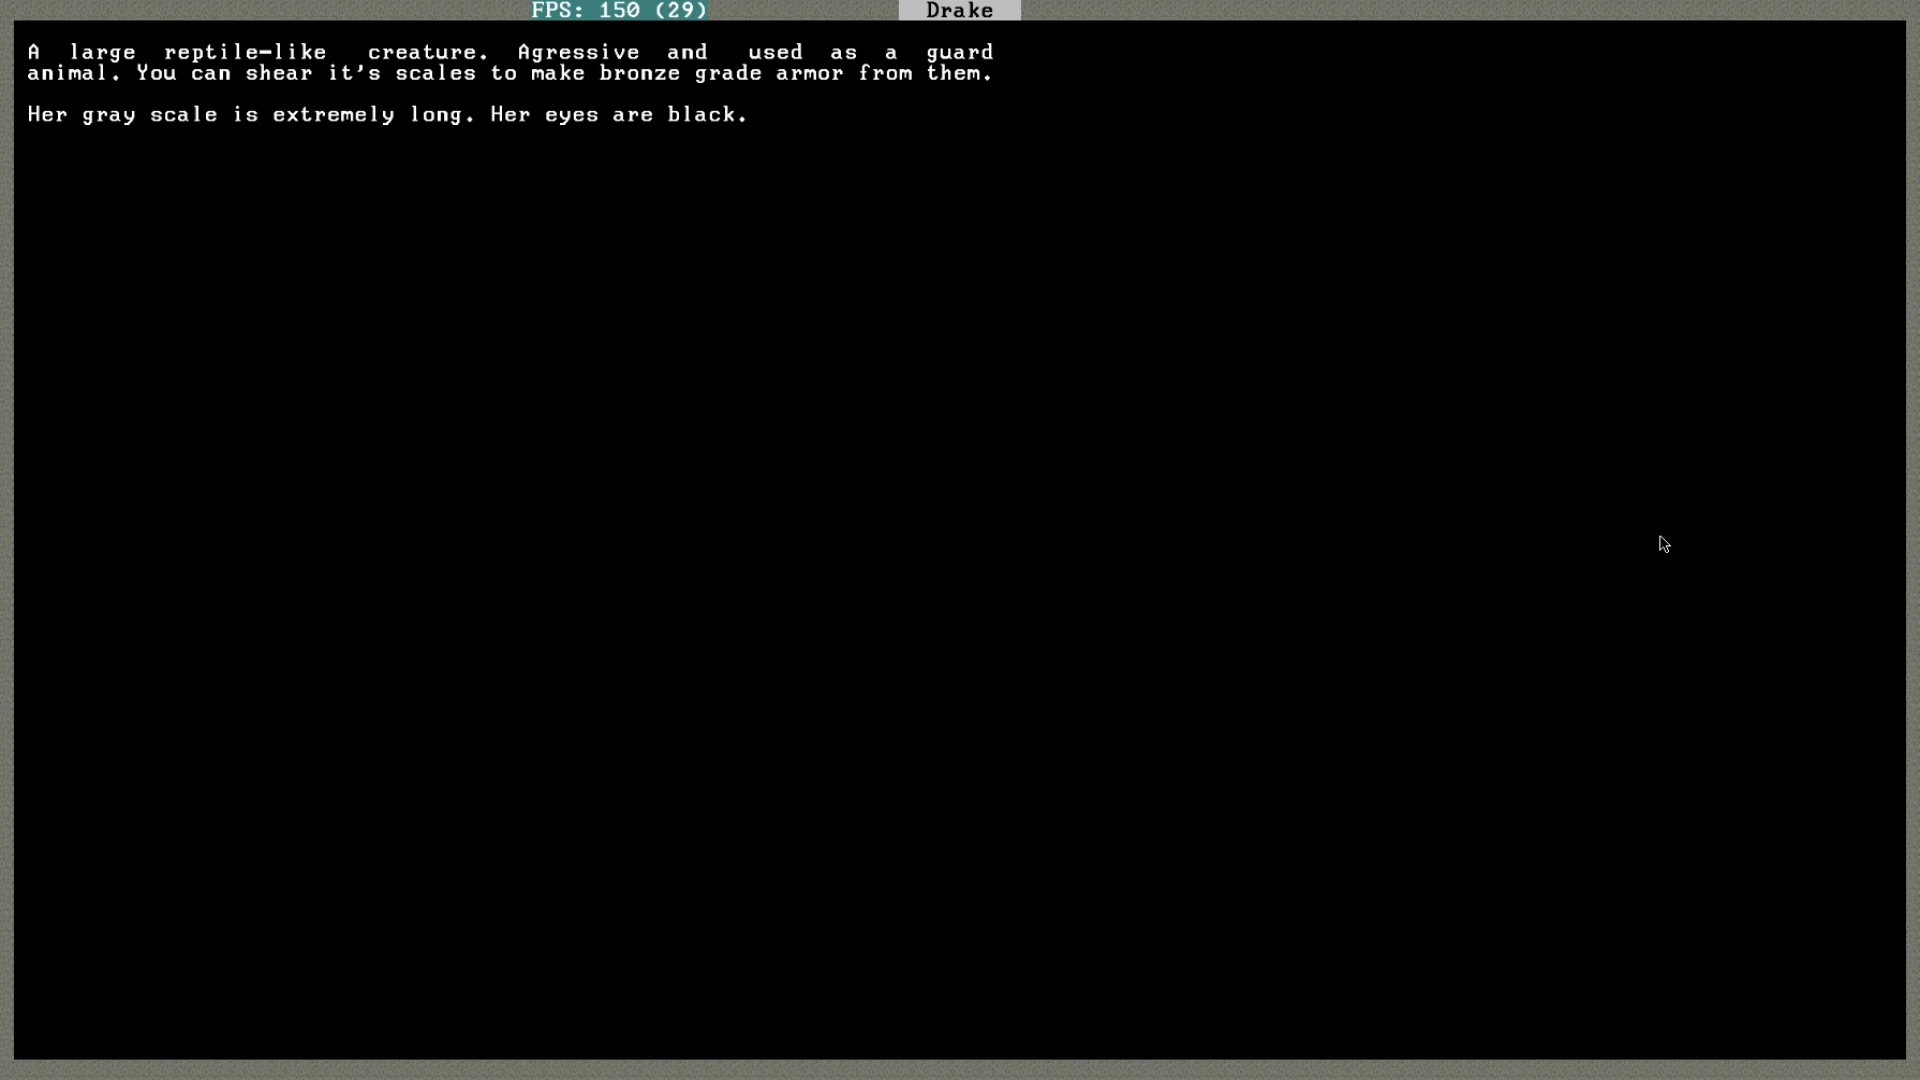 FPS: 150 (29) Drake
A large reptile-like creature. Agressive and used as a guard
animal. You can shear it's scales to make bronze grade armor from them.
Her gray scale is extremely long. Her eyes are black.